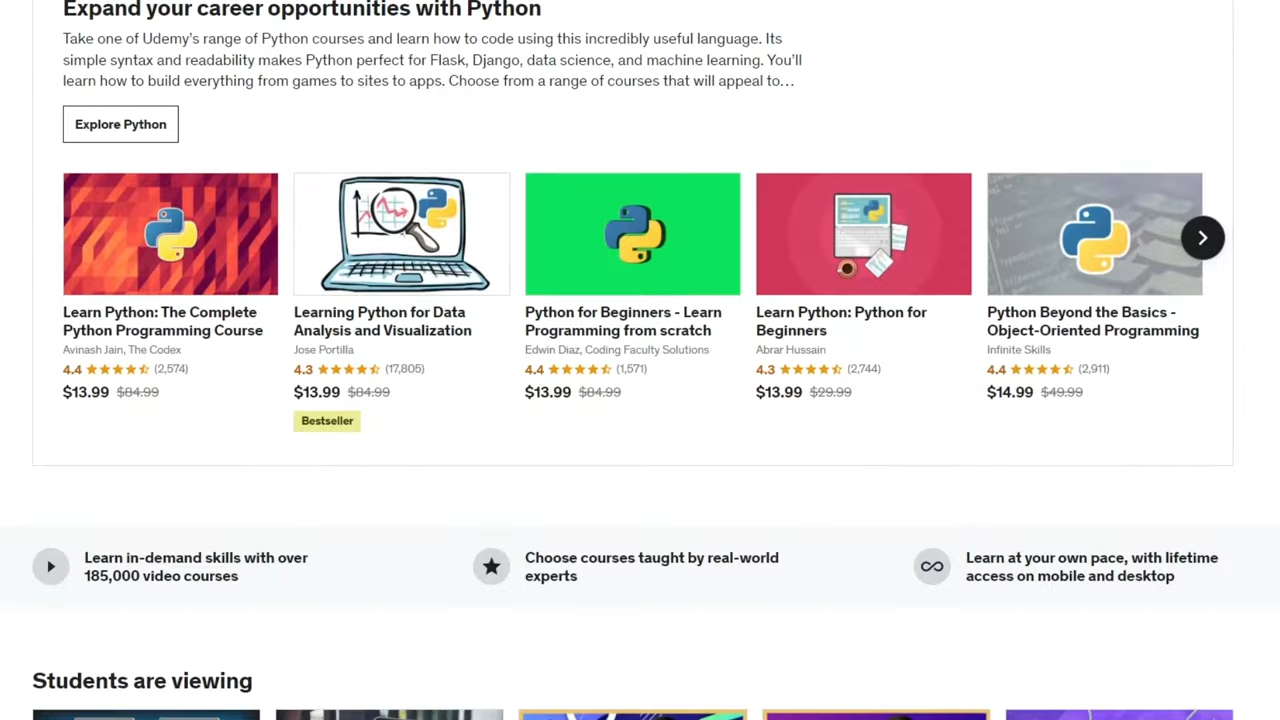 Expand your career opportunities with Python
Take one of Udemy's range of Python courses and learn how to code using this incredibly useful language. Its
simple syntax and readability makes Python perfect for Flask, Django, data science, and machine learning. You'll
learn how to build everything from games to sites to apps. Choose from a range of courses that will appeal to…
Explore Python
Learn Python: The Complete
Python Programming Course
Avinash Jain, The Codex
4.4 (2,574)
$13.99 $84.99
Learning Python for Data
Analysis and Visualization
Jose Portilla
4.3 (17,805)
$13.99 $84.99
Bestseller
Python for Beginners - Learn
Programming from scratch
Edwin Diaz, Coding Faculty Solutions
4.4 (1,571)
$13.99 $84.99
Learn Python: Python for
Beginners
Abrar Hussain
4.3 (2,744)
$13.99 $29.99
Python Beyond the Basics -
Object-Oriented Programming
Infinite Skills
4.4 (2,911)
$14.99 $49.99
Learn in-demand skills with over
185,000 video courses
Choose courses taught by real-world
experts
Learn at your own pace, with lifetime
access on mobile and desktop
Students are viewing